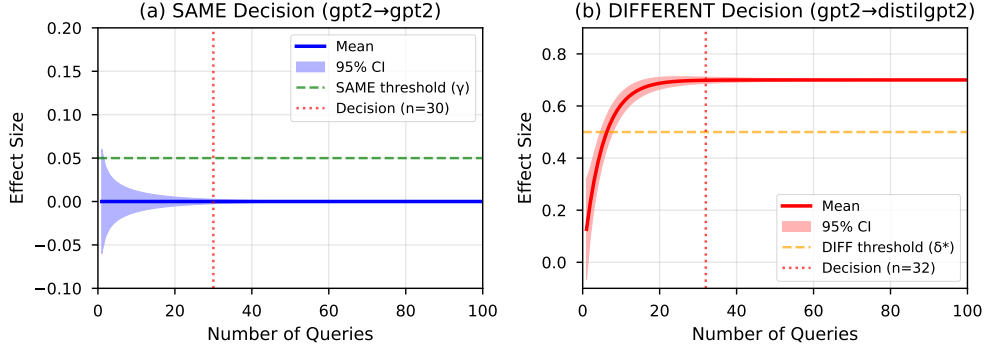 (a) SAME Decision (gpt2→gpt2)
0.20
0.15
0.10
0.05
0.00
−0.05
−0.10
Effect Size
Mean
95% CI
SAME threshold (γ)
Decision (n=30)
0 20 40 60 80 100
Number of Queries
(b) DIFFERENT Decision (gpt2→distilgpt2)
0.8
0.6
0.4
0.2
0.0
Effect Size
Mean
95% CI
DIFF threshold (δ*)
Decision (n=32)
0 20 40 60 80 100
Number of Queries